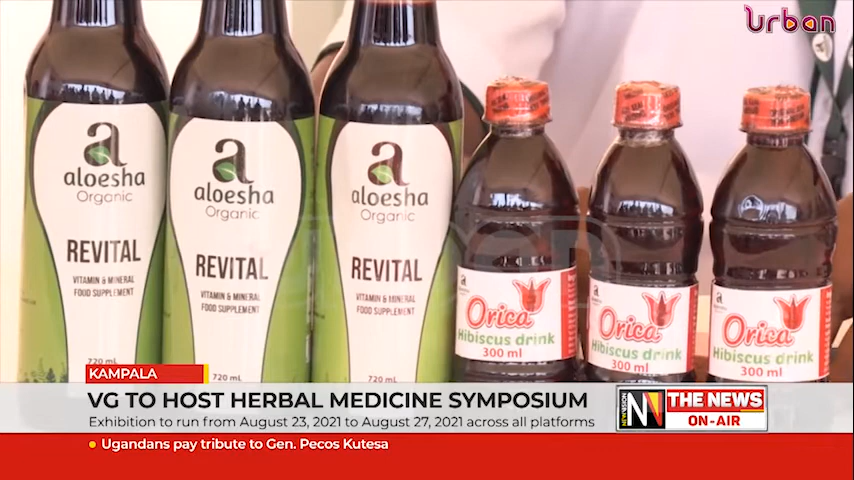 urban
a
aloesha
Organic
REVITAL
VITAMIN & MINERAL
FOOD SUPPLEMENT
720 mL
a
aloesha
Organic
REVITAL
VITAMIN & MINERAL
FOOD SUPPLEMENT
720 mL
a
aloesha
Organic
REVITAL
VITAMIN & MINERAL
FOOD SUPPLEMENT
720 mL
Orica
Hibiscus drink
300 ml
Orica
Hibiscus drink
300 ml
Orica
Hibiscus drink
300 ml
KAMPALA
VG TO HOST HERBAL MEDICINE SYMPOSIUM
Exhibition to run from August 23, 2021 to August 27, 2021 across all platforms
NEW VISION
N
THE NEWS
ON-AIR
Ugandans pay tribute to Gen. Pecos Kutesa